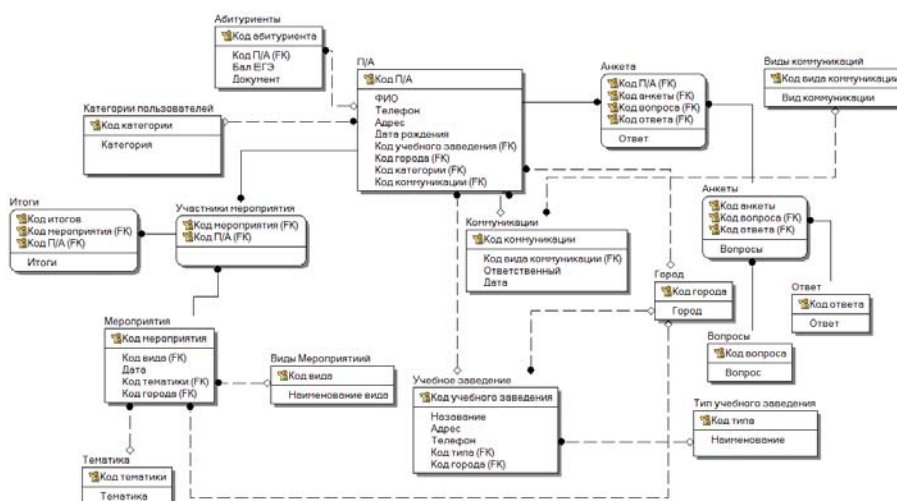 Абитуриенты
Код абитуриента
Код П/А (FK)
Бал ЕГЭ
Документ
П/А
Код П/А
ФИО
Телефон
Адрес
Дата рождения
Код учебного заведения (FK)
Код города (FK)
Код категории (FK)
Код коммуникации (FK)
Анкета
Код П/А (FK)
Код анкеты (FK)
Код вопроса (FK)
Код ответа (FK)
Ответ
Виды коммуникаций
Код вида коммуникации
Вид коммуникации
Категории пользователей
Код категории
Категория
Итоги
Код итогов
Код мероприятия (FK)
Код П/А (FK)
Итоги
Участники мероприятия
Код мероприятия (FK)
Код П/А (FK)
Коммуникации
Код коммуникации
Код вида коммуникации (FK)
Ответственный
Дата
Анкеты
Код анкеты
Код вопроса (FK)
Код ответа (FK)
Вопросы
Город
Код города
Город
Ответ
Код ответа
Ответ
Мероприятия
Код мероприятия
Код вида (FK)
Дата
Код тематики (FK)
Код города (FK)
Виды Мероприятиий
Код вида
Наименование вида
Вопросы
Код вопроса
Вопрос
Учебное заведение
Код учебного заведения
Назавание
Адрес
Телефон
Код типа (FK)
Код города (FK)
Тип учебного заведения
Код типа
Наименование
Тематика
Код тематики
Тематика